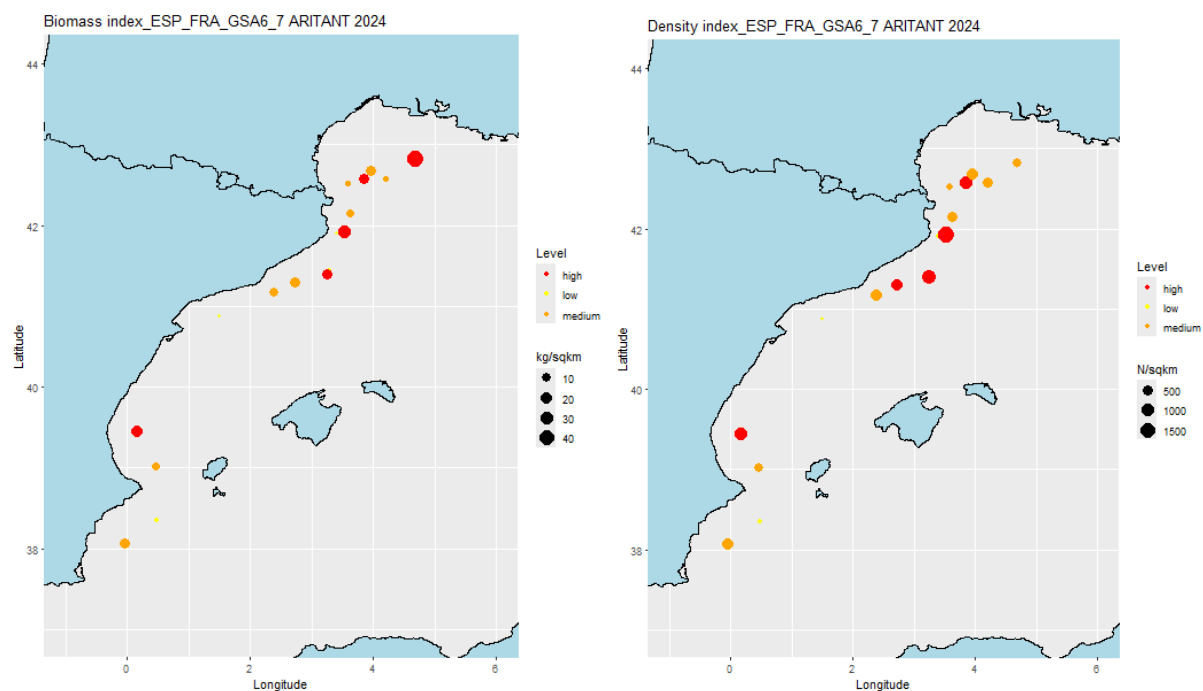 Biomass index_ESP_FRA_GSA6_7 ARITANT 2024
44
42
40
38
Latitude
0
2
4
6
Longitude
Level
high
low
medium
kg/sqkm
10
20
30
40
Density index_ESP_FRA_GSA6_7 ARITANT 2024
44
42
40
38
Latitude
0
2
4
6
Longitude
Level
high
low
medium
N/sqkm
500
1000
1500